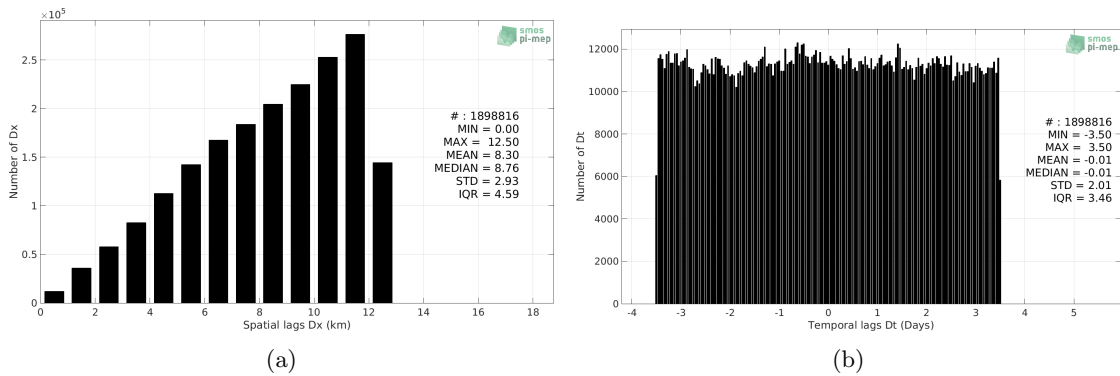 ×10⁵
2.5
2
1.5
1
0.5
0
0 2 4 6 8 10 12 14 16 18
Number of Dx
Spatial lags Dx (km)
smos
pi-mep
# : 1898816
MIN = 0.00
MAX = 12.50
MEAN = 8.30
MEDIAN = 8.76
STD = 2.93
IQR = 4.59
(a)
12000
10000
8000
6000
4000
2000
0
-4 -3 -2 -1 0 1 2 3 4 5
Number of Dt
Temporal lags Dt (Days)
smos
pi-mep
# : 1898816
MIN = -3.50
MAX 3.50
MEAN = -0.01
MEDIAN = -0.01
STD = 2.01
IQR = 3.46
(b)